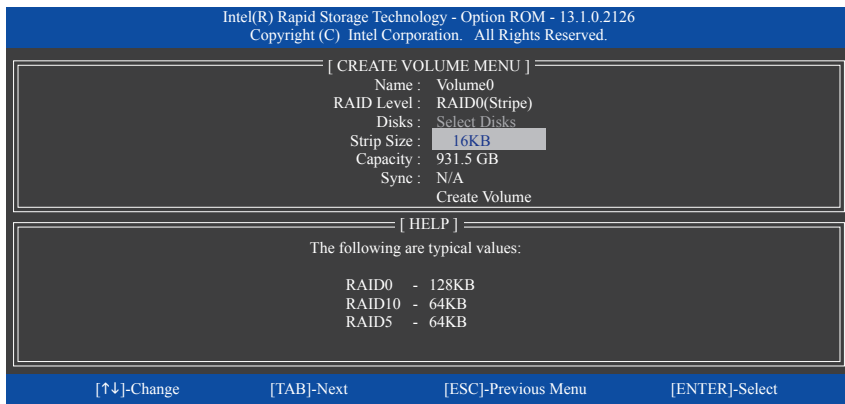 Intel(R) Rapid Storage Technology - Option ROM - 13.1.0.2126
Copyright (C) Intel Corporation. All Rights Reserved.
[ CREATE VOLUME MENU ]
Name : Volume0
RAID Level : RAID0(Stripe)
Disks : Select Disks
Strip Size : 16KB
Capacity : 931.5 GB
Sync : N/A
Create Volume
[ HELP ]
The following are typical values:
RAID0 - 128KB
RAID10 - 64KB
RAID5 - 64KB
[↑↓]-Change [TAB]-Next [ESC]-Previous Menu [ENTER]-Select